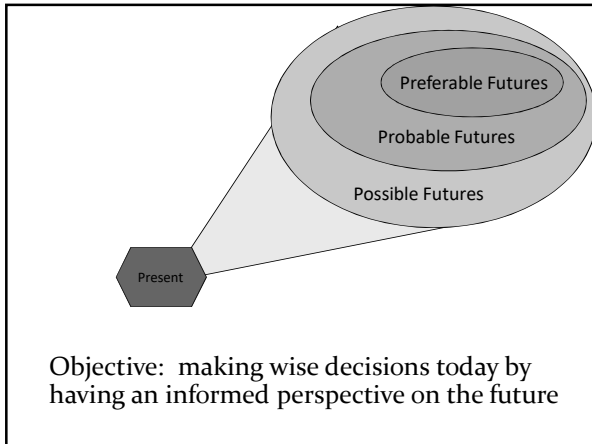 Preferable Futures
Probable Futures
Possible Futures
Present
Objective:  making wise decisions today by
having an informed perspective on the future